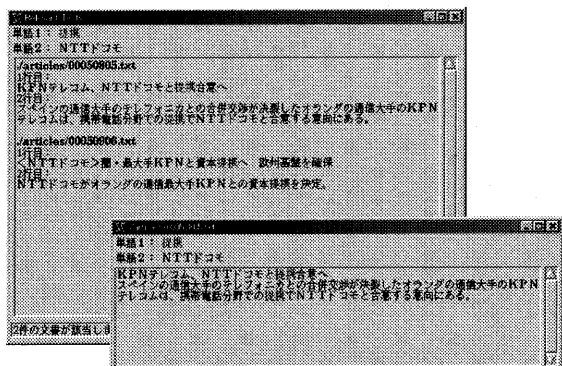 単語1： 提携
単語2： NTTドコモ
./articles/00050805.txt
1行目：
KPNテレコム、NTTドコモと提携合意へ
2行目：
スペインの通信大手のテレフォニカとの合併交渉が決裂したオランダの通信大手のKPN
テレコムは、携帯電話分野での提携でNTTドコモと合意する意向にある。
./articles/00050906.txt
1行目：
<NTTドコモ>蘭・最大手KPNと資本提携へ 欧州基盤を確保
2行目：
NTTドコモがオランダの通信最大手KPNとの資本提携を決定。
2件の文書が該当しま
単語1： 提携
単語2： NTTドコモ
KPNテレコム、NTTドコモと提携合意へ
スペインの通信大手のテレフォニカとの合併交渉が決裂したオランダの通信大手のKPN
テレコムは、携帯電話分野での提携でNTTドコモと合意する意向にある。